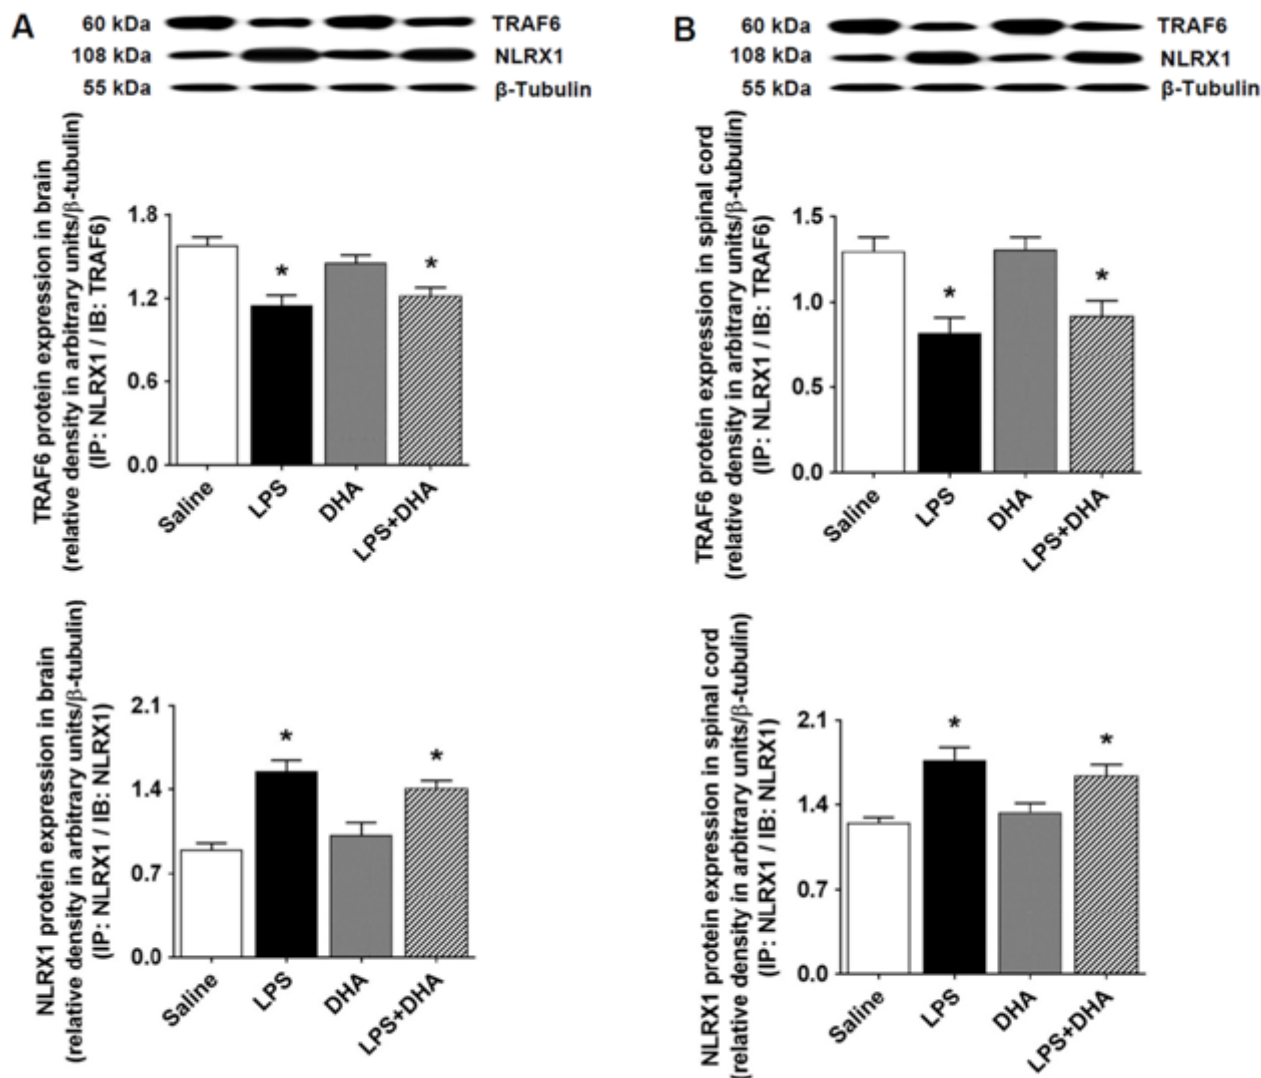 A
60 kDa TRAF6
108 kDa NLRX1
55 kDa β-Tubulin
TRAF6 protein expression in brain
(relative density in arbitrary units/β-tubulin)
(IP: NLRX1 / IB: TRAF6)
1.8
1.2
0.6
0.0
Saline LPS DHA LPS+DHA
* *
NLRX1 protein expression in brain
(relative density in arbitrary units/β-tubulin)
(IP: NLRX1 / IB: NLRX1)
2.1
1.4
0.7
0.0
Saline LPS DHA LPS+DHA
* *
B
60 kDa TRAF6
108 kDa NLRX1
55 kDa β-Tubulin
TRAF6 protein expression in spinal cord
(relative density in arbitrary units/β-tubulin)
(IP: NLRX1 / IB: TRAF6)
1.5
1.0
0.5
0.0
Saline LPS DHA LPS+DHA
* *
NLRX1 protein expression in spinal cord
(relative density in arbitrary units/β-tubulin)
(IP: NLRX1 / IB: NLRX1)
2.1
1.4
0.7
0.0
Saline LPS DHA LPS+DHA
* *